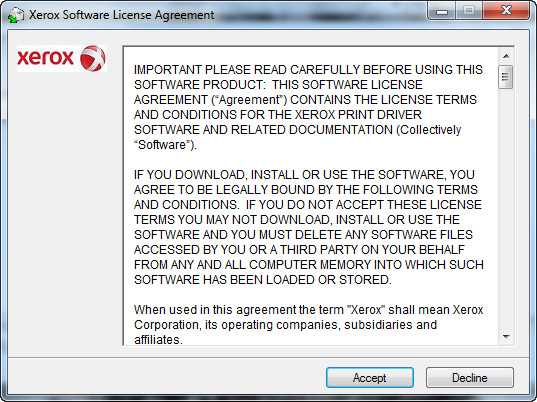 Xerox Software License Agreement
xerox
IMPORTANT PLEASE READ CAREFULLY BEFORE USING THIS
SOFTWARE PRODUCT:  THIS SOFTWARE LICENSE
AGREEMENT (“Agreement”) CONTAINS THE LICENSE TERMS
AND CONDITIONS FOR THE XEROX PRINT DRIVER
SOFTWARE AND RELATED DOCUMENTATION (Collectively
“Software”).
IF YOU DOWNLOAD, INSTALL OR USE THE SOFTWARE, YOU
AGREE TO BE LEGALLY BOUND BY THE FOLLOWING TERMS
AND CONDITIONS.  IF YOU DO NOT ACCEPT THESE LICENSE
TERMS YOU MAY NOT DOWNLOAD, INSTALL OR USE THE
SOFTWARE AND YOU MUST DELETE ANY SOFTWARE FILES
ACCESSED BY YOU OR A THIRD PARTY ON YOUR BEHALF
FROM ANY AND ALL COMPUTER MEMORY INTO WHICH SUCH
SOFTWARE HAS BEEN LOADED OR STORED.
When used in this agreement the term "Xerox" shall mean Xerox
Corporation, its operating companies, subsidiaries and
affiliates.
Accept
Decline